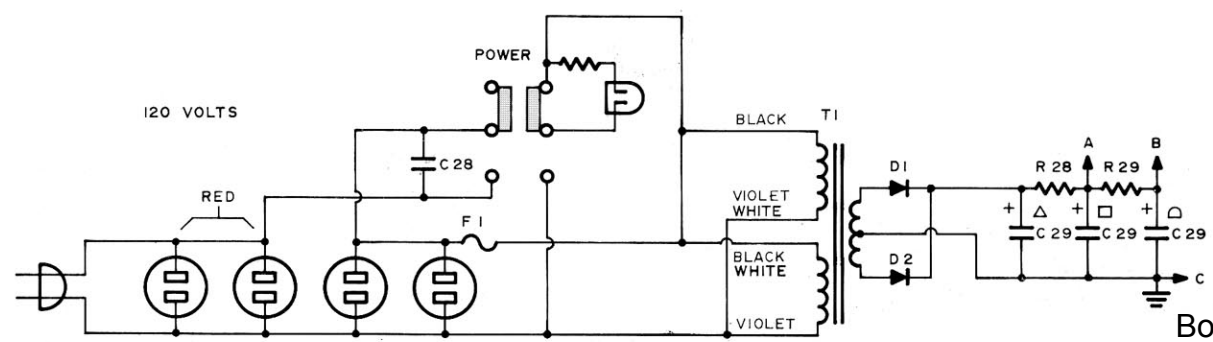 POWER
120 VOLTS
C 28
RED
F 1
BLACK
T1
VIOLET
WHITE
BLACK
WHITE
VIOLET
D1
D2
A
B
R 28
R 29
+
+
+
C 29
C 29
C 29
C
Bo